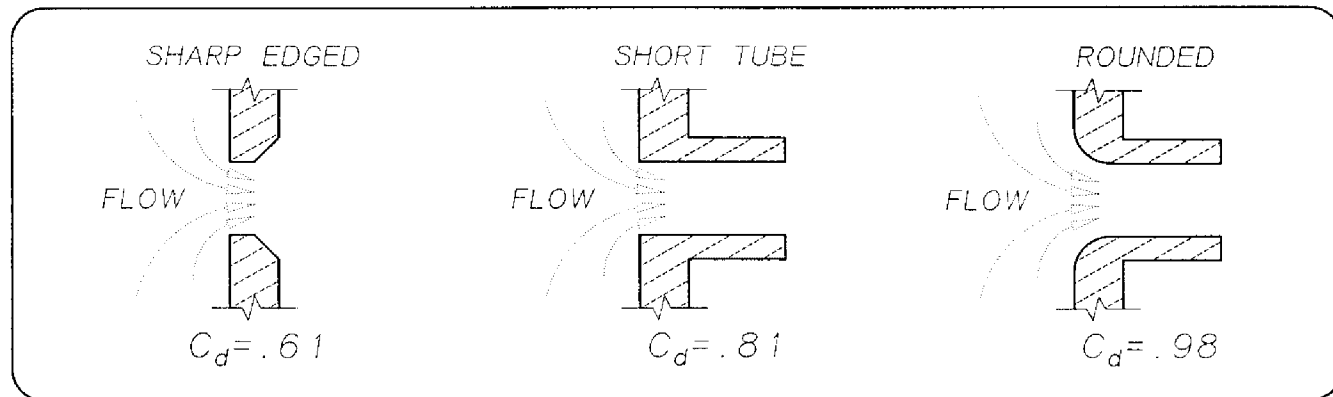 SHARP EDGED
SHORT TUBE
ROUNDED
FLOW
FLOW
FLOW
Cd=.61
Cd=.81
Cd=.98